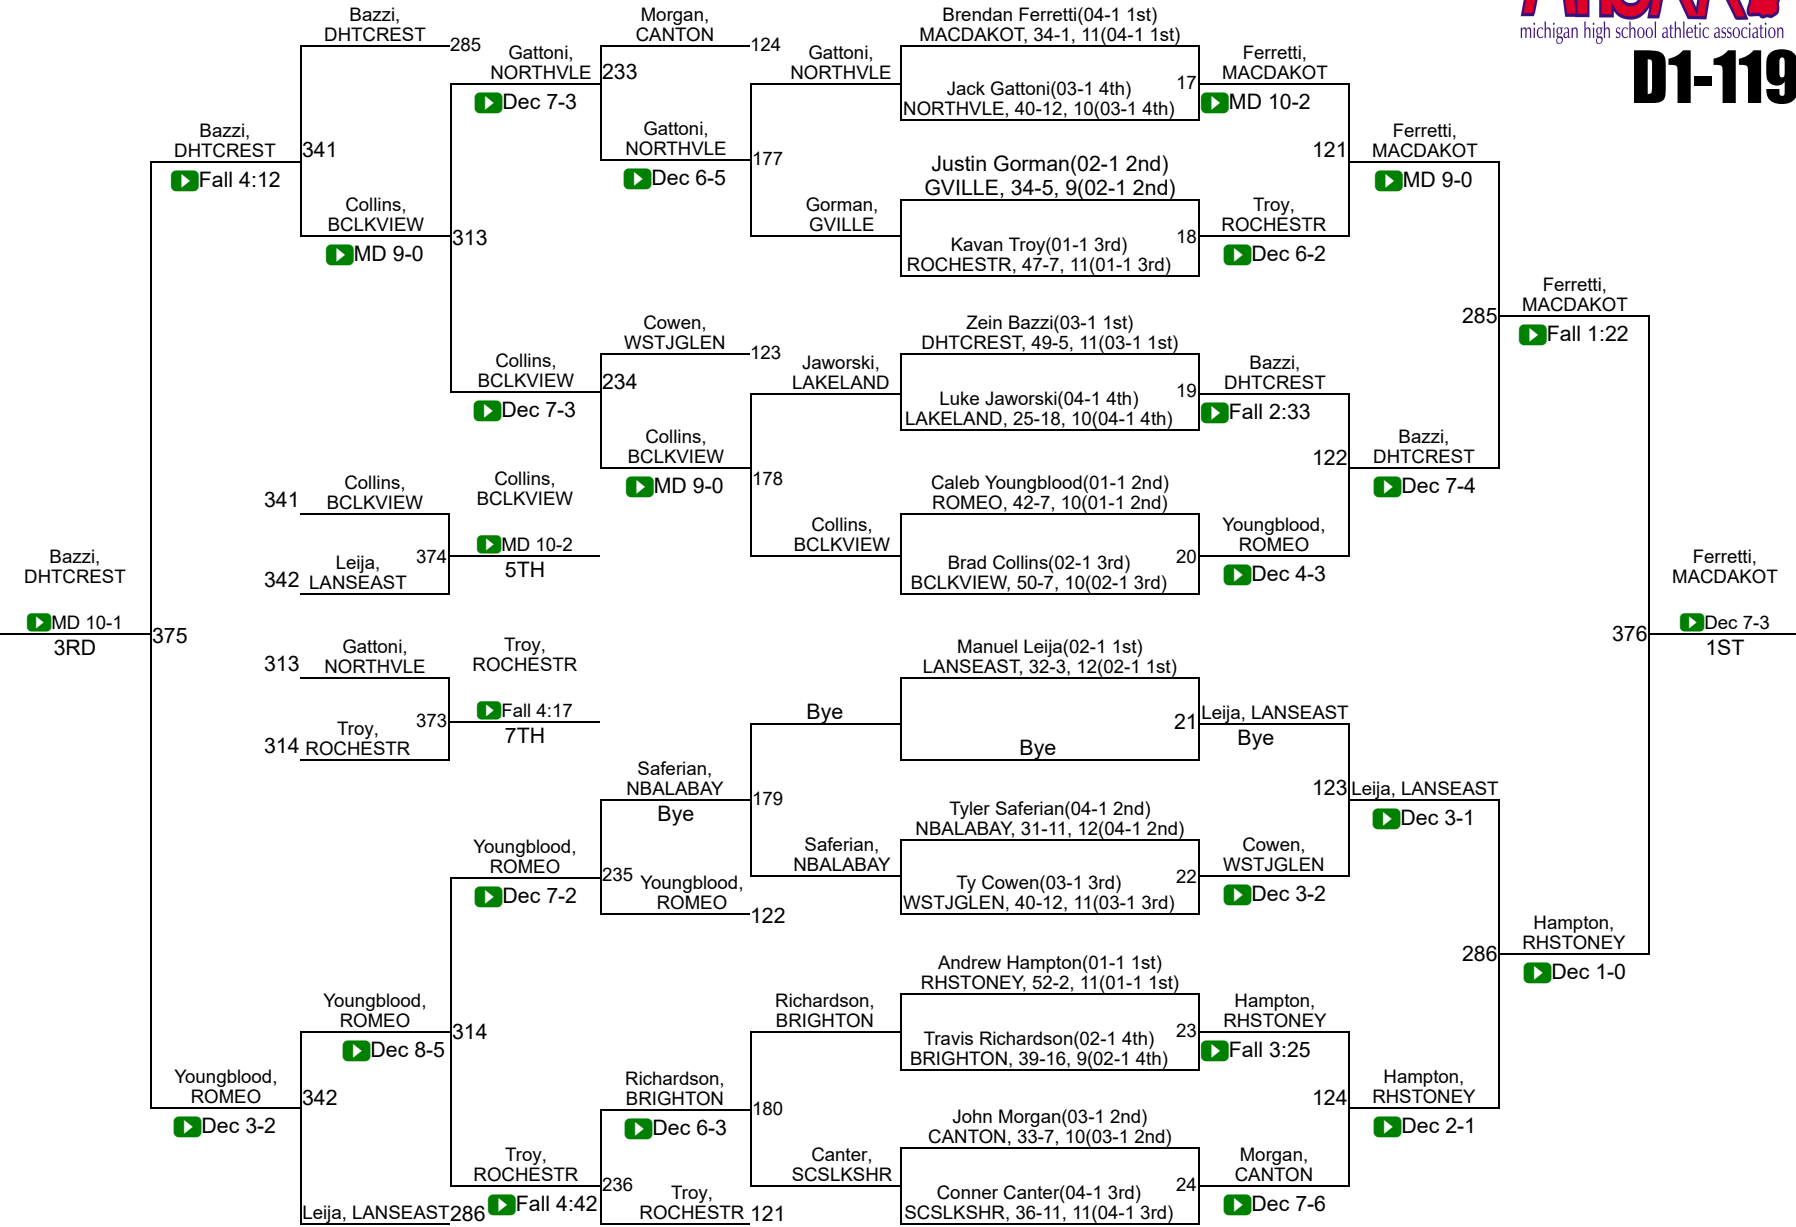 michigan high school athletic association
D1-119
Bazzi,
DHTCREST
285
Gattoni,
NORTHVLE
Dec 7-3
Morgan,
CANTON
124
233
Gattoni,
NORTHVLE
Dec 6-5
Gattoni,
NORTHVLE
177
Gorman,
GVILLE
Brendan Ferretti(04-1 1st)
MACDAKOT, 34-1, 11(04-1 1st)
Jack Gattoni(03-1 4th)
NORTHVLE, 40-12, 10(03-1 4th)
17
Ferretti,
MACDAKOT
MD 10-2
Justin Gorman(02-1 2nd)
GVILLE, 34-5, 9(02-1 2nd)
Kavan Troy(01-1 3rd)
ROCHESTR, 47-7, 11(01-1 3rd)
18
Troy,
ROCHESTR
Dec 6-2
121
Ferretti,
MACDAKOT
MD 9-0
Bazzi,
DHTCREST
Fall 4:12
341
Collins,
BCLKVIEW
MD 9-0
313
Collins,
BCLKVIEW
Dec 7-3
Cowen,
WSTJGLEN
123
234
Collins,
BCLKVIEW
MD 9-0
Jaworski,
LAKELAND
178
Collins,
BCLKVIEW
Zein Bazzi(03-1 1st)
DHTCREST, 49-5, 11(03-1 1st)
Luke Jaworski(04-1 4th)
LAKELAND, 25-18, 10(04-1 4th)
19
Bazzi,
DHTCREST
Fall 2:33
Caleb Youngblood(01-1 2nd)
ROMEO, 42-7, 10(01-1 2nd)
Brad Collins(02-1 3rd)
BCLKVIEW, 50-7, 10(02-1 3rd)
20
Youngblood,
ROMEO
Dec 4-3
122
Bazzi,
DHTCREST
Dec 7-4
285
Ferretti,
MACDAKOT
Fall 1:22
341
Collins,
BCLKVIEW
342
Leija,
LANSEAST
374
Collins,
BCLKVIEW
MD 10-2
5TH
Bazzi,
DHTCREST
MD 10-1
3RD
375
313
Gattoni,
NORTHVLE
314
Troy,
ROCHESTR
373
Troy,
ROCHESTR
Fall 4:17
7TH
376
Ferretti,
MACDAKOT
Dec 7-3
1ST
Manuel Leija(02-1 1st)
LANSEAST, 32-3, 12(02-1 1st)
Bye
21
Leija, LANSEAST
Bye
Bye
Saferian,
NBALABAY
Bye
179
Saferian,
NBALABAY
Tyler Saferian(04-1 2nd)
NBALABAY, 31-11, 12(04-1 2nd)
Ty Cowen(03-1 3rd)
WSTJGLEN, 40-12, 11(03-1 3rd)
22
Cowen,
WSTJGLEN
Dec 3-2
123
Leija, LANSEAST
Dec 3-1
Youngblood,
ROMEO
Dec 7-2
235
Youngblood,
ROMEO
122
286
Hampton,
RHSTONEY
Dec 1-0
Andrew Hampton(01-1 1st)
RHSTONEY, 52-2, 11(01-1 1st)
Travis Richardson(02-1 4th)
BRIGHTON, 39-16, 9(02-1 4th)
23
Hampton,
RHSTONEY
Fall 3:25
Richardson,
BRIGHTON
Youngblood,
ROMEO
Dec 8-5
314
Youngblood,
ROMEO
Dec 3-2
342
Richardson,
BRIGHTON
Dec 6-3
180
Canter,
SCSLKSHR
John Morgan(03-1 2nd)
CANTON, 33-7, 10(03-1 2nd)
Conner Canter(04-1 3rd)
SCSLKSHR, 36-11, 11(04-1 3rd)
24
Morgan,
CANTON
Dec 7-6
124
Hampton,
RHSTONEY
Dec 2-1
Troy,
ROCHESTR
Fall 4:42
236
Troy,
ROCHESTR
121
Leija, LANSEAST
286